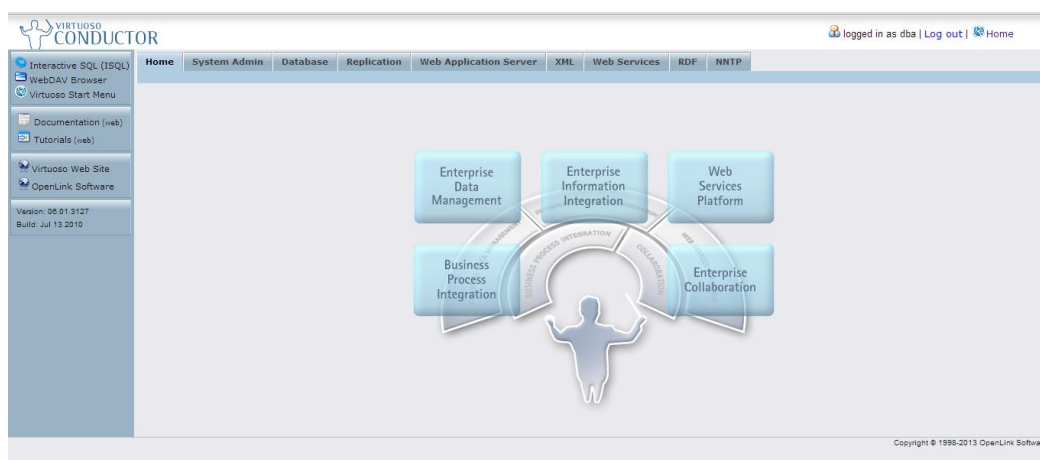 VIRTUOSO
CONDUCTOR
logged in as dba | Log out | Home
Interactive SQL (ISQL)
WebDAV Browser
Virtuoso Start Menu
Documentation (web)
Tutorials (web)
Virtuoso Web Site
OpenLink Software
Version: 06.01.3127
Build: Jul 13 2010
Home System Admin Database Replication Web Application Server XML Web Services RDF NNTP
Enterprise
Data
Management
Enterprise
Information
Integration
Web
Services
Platform
Business
Process
Integration
Enterprise
Collaboration
BUSINESS PROCESS INTEGRATION
COLLABORATION
Copyright © 1998-2013 OpenLink Softwa